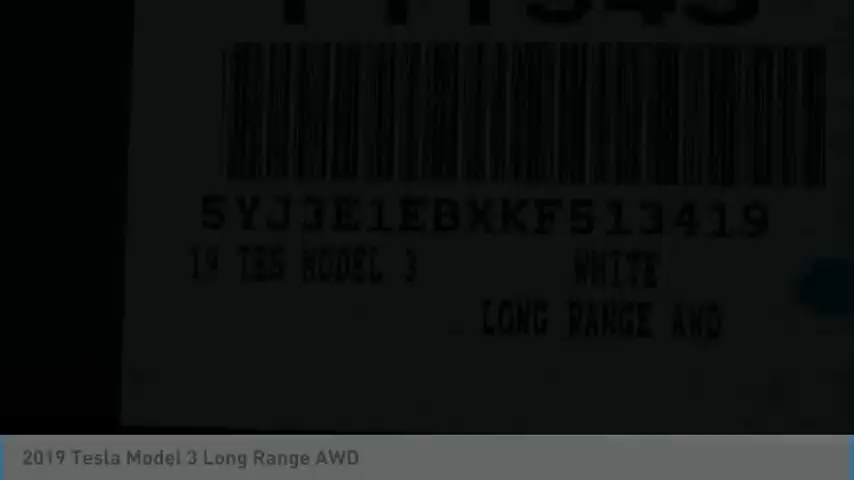 5YJ3E1EBXKF513419
19 TES MODEL 3 WHITE
LONG RANGE AWD
2019 Tesla Model 3 Long Range AWD